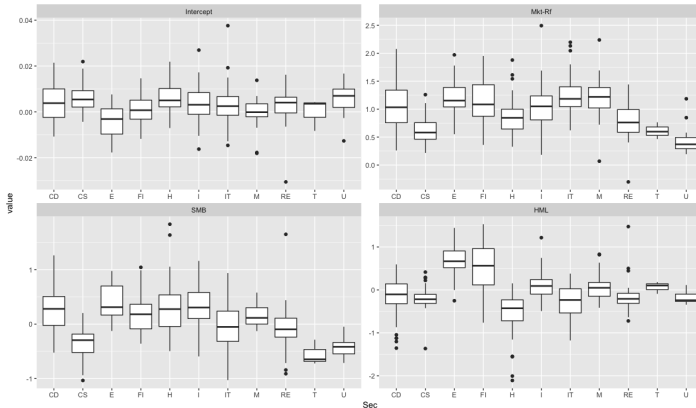 Intercept
Mkt-Rf
0.04
0.02
0.00
-0.02
2.5
2.0
1.5
1.0
0.5
0.0
CD CS E FI H I IT M RE T U
CD CS E FI H I IT M RE T U
value
SMB
HML
1
0
-1
1
0
-1
-2
CD CS E FI H I IT M RE T U
CD CS E FI H I IT M RE T U
Sec